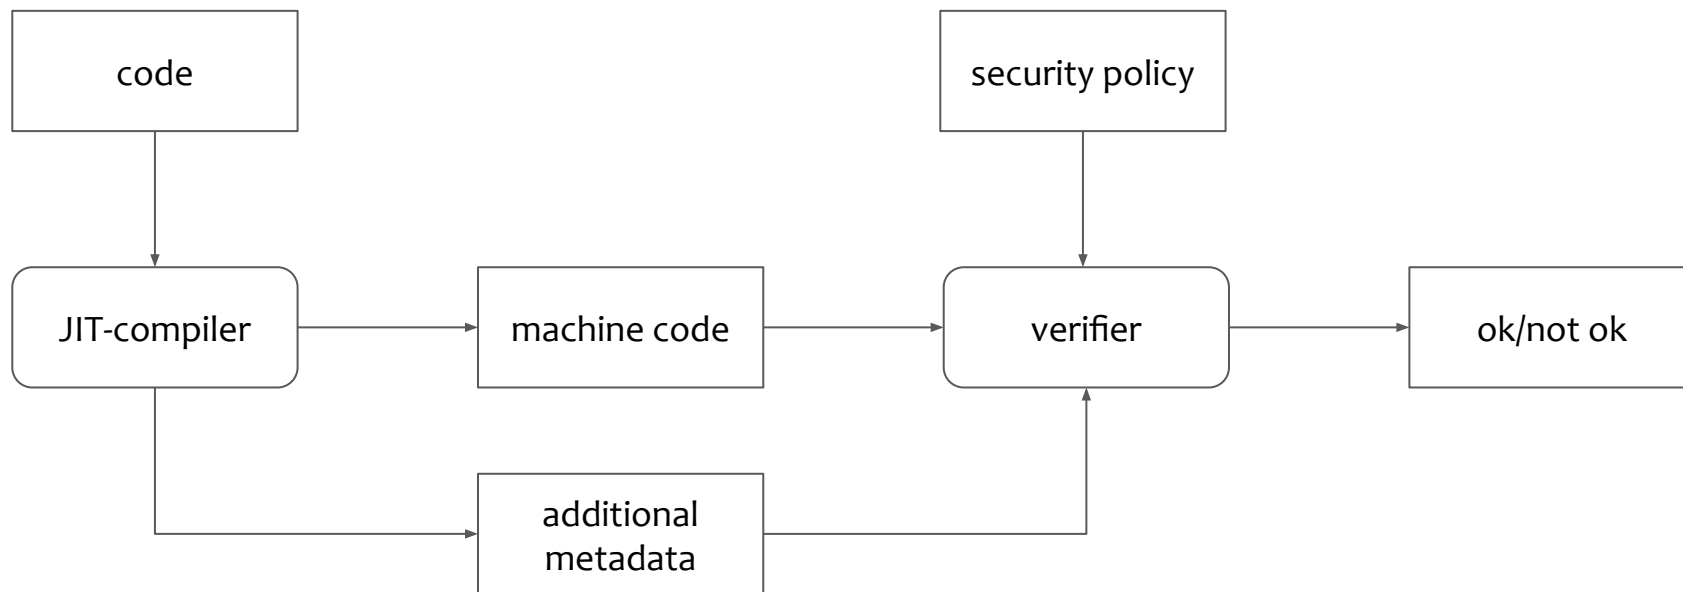 code
security policy
JIT-compiler
machine code
verifier
ok/not ok
additional
metadata